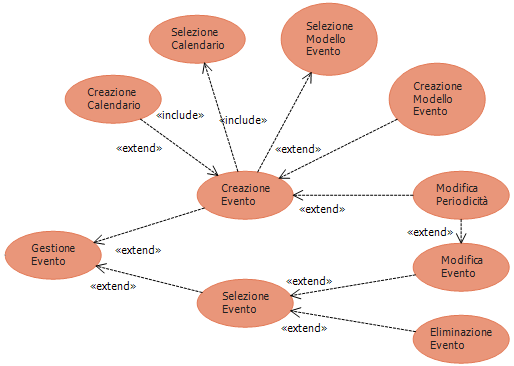 Selezione
Calendario
Selezione
Modello
Evento
Creazione
Calendario
Creazione
Modello
Evento
«include»
«include»
«extend»
«extend»
Creazione
Evento
Modifica
Periodicità
«extend»
«extend»
Gestione
Evento
«extend»
Modifica
Evento
«extend»
«extend»
Selezione
Evento
«extend»
Eliminazione
Evento